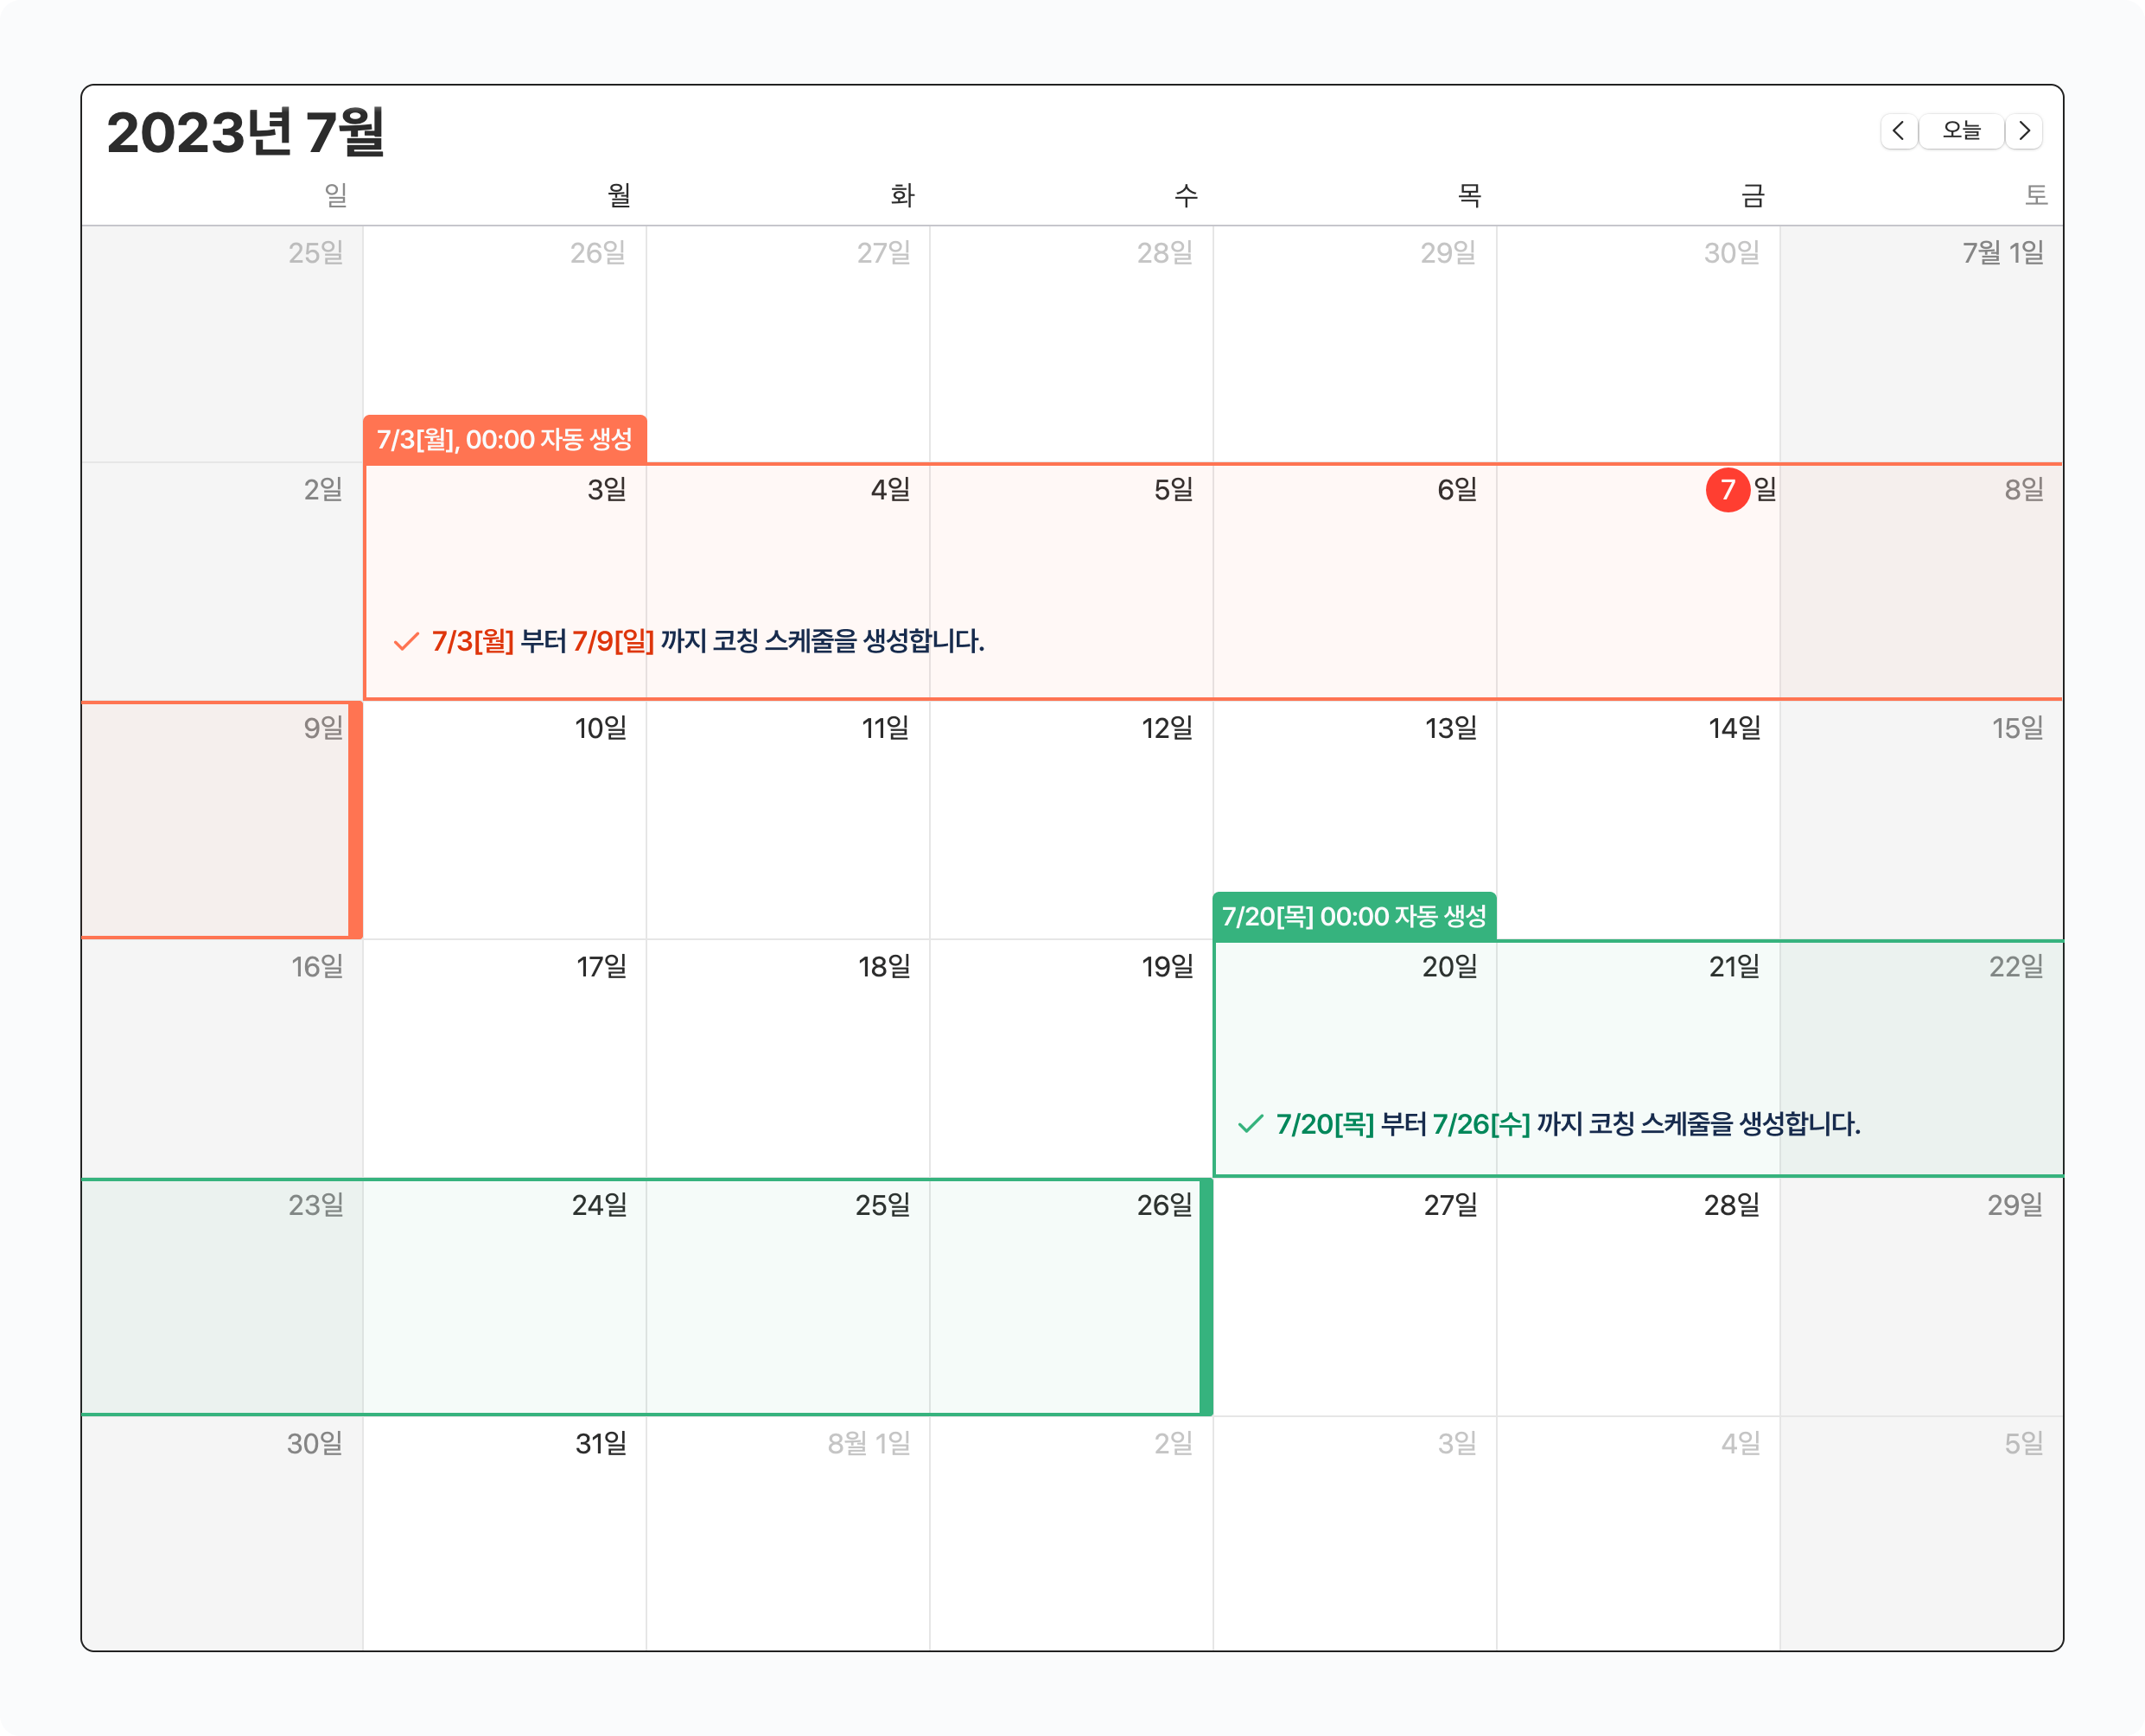 2023년 7월
오늘
일 월 화 수 목 금 토
25일 26일 27일 28일 29일 30일 7월 1일
7/3[월], 00:00 자동 생성
2일 3일 4일 5일 6일 7 일 8일
7/3[월] 부터 7/9[일] 까지 코칭 스케줄을 생성합니다.
9일 10일 11일 12일 13일 14일 15일
7/20[목] 00:00 자동 생성
16일 17일 18일 19일 20일 21일 22일
7/20[목] 부터 7/26[수] 까지 코칭 스케줄을 생성합니다.
23일 24일 25일 26일 27일 28일 29일
30일 31일 8월 1일 2일 3일 4일 5일